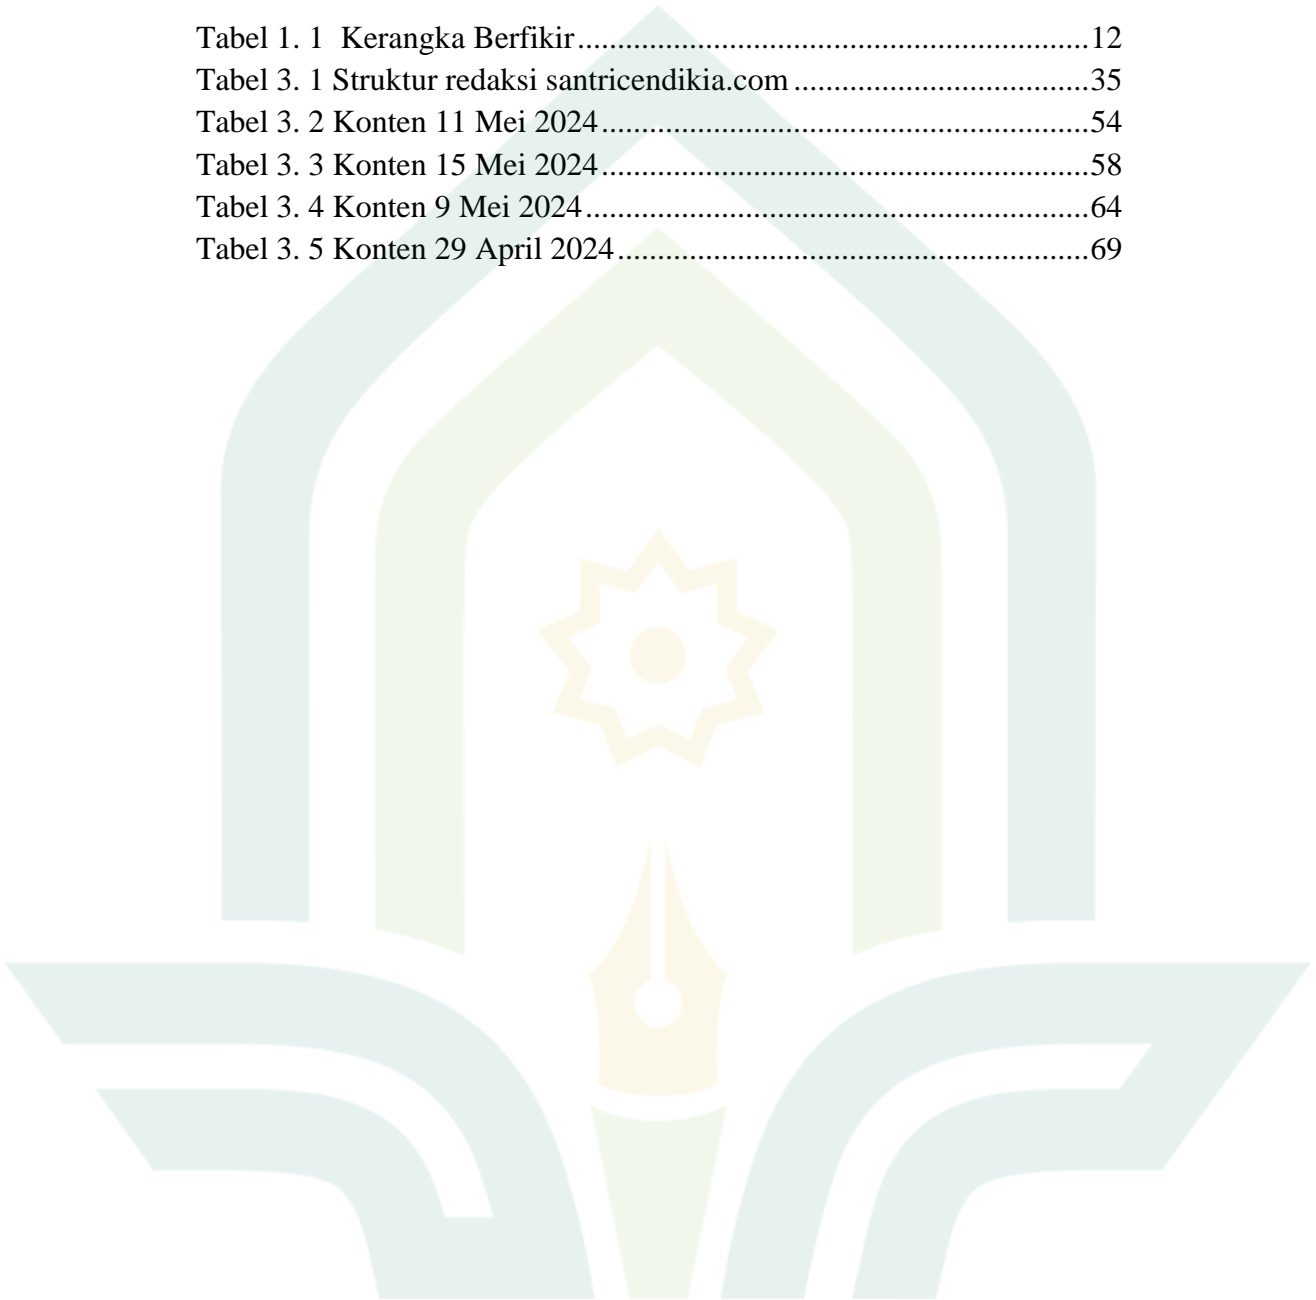 Tabel 1. 1  Kerangka Berfikir................................................................12
Tabel 3. 1 Struktur redaksi santricendikia.com.....................................35
Tabel 3. 2 Konten 11 Mei 2024.............................................................54
Tabel 3. 3 Konten 15 Mei 2024.............................................................58
Tabel 3. 4 Konten 9 Mei 2024...............................................................64
Tabel 3. 5 Konten 29 April 2024...........................................................69